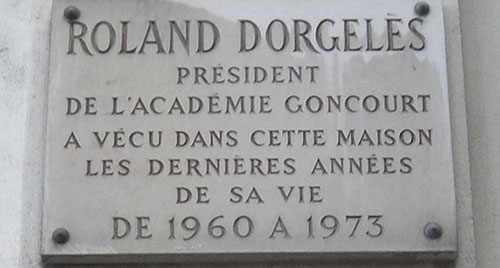 ROLAND DORGELÈS
PRÉSIDENT
DE L'ACADÉMIE GONCOURT
A VÉCU DANS CETTE MAISON
LES DERNIÈRES ANNÉES
DE SA VIE
DE 1960 A 1973